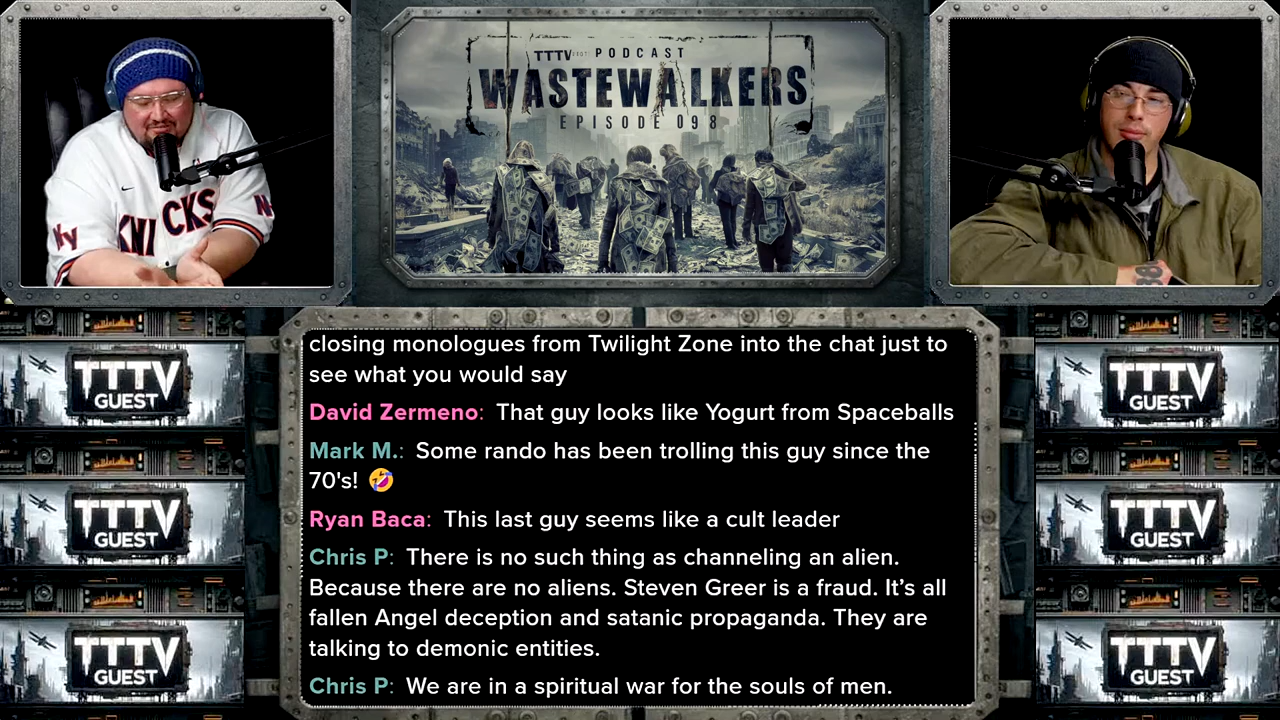 TTTV PODCAST
WASTEWALKERS
EPISODE 098
NY
KNICKS
closing monologues from Twilight Zone into the chat just to
see what you would say
David Zermeno: That guy looks like Yogurt from Spaceballs
Mark M.: Some rando has been trolling this guy since the
70's! 🤣
Ryan Baca: This last guy seems like a cult leader
Chris P: There is no such thing as channeling an alien.
Because there are no aliens. Steven Greer is a fraud. It’s all
fallen Angel deception and satanic propaganda. They are
talking to demonic entities.
Chris P: We are in a spiritual war for the souls of men.
TTTV
GUEST
TTTV
GUEST
TTTV
GUEST
TTTV
GUEST
TTTV
GUEST
TTTV
GUEST